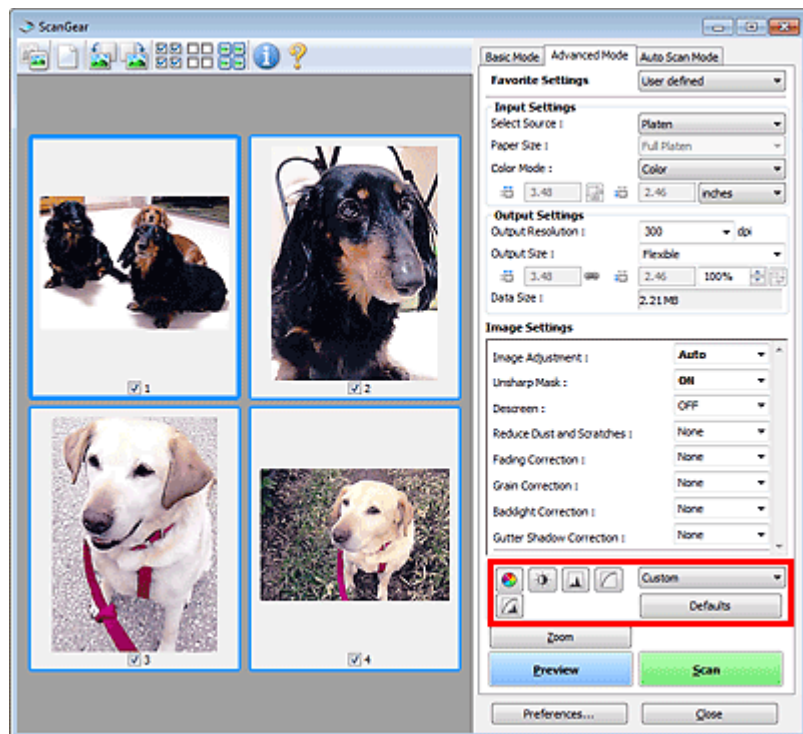 ScanGear
Basic Mode Advanced Mode Auto Scan Mode
Favorite Settings User defined
Input Settings
Select Source : Platen
Paper Size : Full Platen
Color Mode : Color
3.48 2.46 inches
Output Settings
Output Resolution : 300 dpi
Output Size : Flexible
3.48 2.46 100%
Data Size : 2.21 MB
Image Settings
Image Adjustment : Auto
Unsharp Mask : ON
Descreen : OFF
Reduce Dust and Scratches : None
Fading Correction : None
Grain Correction : None
Backlight Correction : None
Gutter Shadow Correction : None
Custom
Defaults
Zoom
Preview Scan
Preferences... Close
1
2
3
4